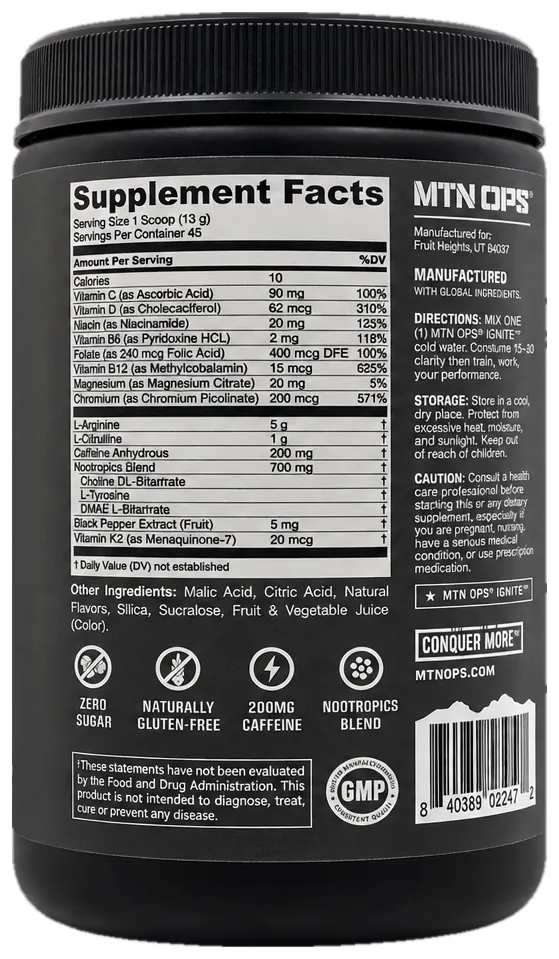 Supplement Facts
Serving Size 1 Scoop (13 g)
Servings Per Container 45
Amount Per Serving %DV
Calories 10
Vitamin C (as Ascorbic Acid) 90 mg 100%
Vitamin D (as Cholecaciferol) 62 mcg 310%
Niacin (as Niacinamide) 20 mg 125%
Vitamin B6 (as Pyridoxine HCL) 2 mg 118%
Folate (as 240 mcg Folic Acid) 400 mcg DFE 100%
Vitamin B12 (as Methylcobalamin) 15 mcg 625%
Magnesium (as Magnesium Citrate) 20 mg 5%
Chromium (as Chromium Picolinate) 200 mcg 571%
L-Arginine 5 g †
L-Citrulline 1 g †
Caffeine Anhydrous 200 mg †
Nootropics Blend 700 mg †
Choline DL-Bitartrate †
L-Tyrosine †
DMAE L-Bitartrate †
Black Pepper Extract (Fruit) 5 mg †
Vitamin K2 (as Menaquinone-7) 20 mcg †
† Daily Value (DV) not established
Other Ingredients: Malic Acid, Citric Acid, Natural
Flavors, Silica, Sucralose, Fruit & Vegetable Juice
(Color).
ZERO
SUGAR
NATURALLY
GLUTEN-FREE
200MG
CAFFEINE
NOOTROPICS
BLEND
‡These statements have not been evaluated
by the Food and Drug Administration. This
product is not intended to diagnose, treat,
cure or prevent any disease.
GMP
MTN OPS®
Manufactured for:
Fruit Heights, UT 84037
MANUFACTURED
WITH GLOBAL INGREDIENTS.
DIRECTIONS: MIX ONE
(1) MTN OPS® IGNITE™
cold water. Consume 15-30
clarity then train, work,
your performance.
STORAGE: Store in a cool,
dry place. Protect from
excessive heat, moisture,
and sunlight. Keep out
of reach of children.
CAUTION: Consult a health
care professional before
starting this or any dietary
supplement, especially if
you are pregnant, nursing,
have a serious medical
condition, or use prescription
medication.
★ MTN OPS® IGNITE™
CONQUER MORE™
MTNOPS.COM
8 40389 02247 2